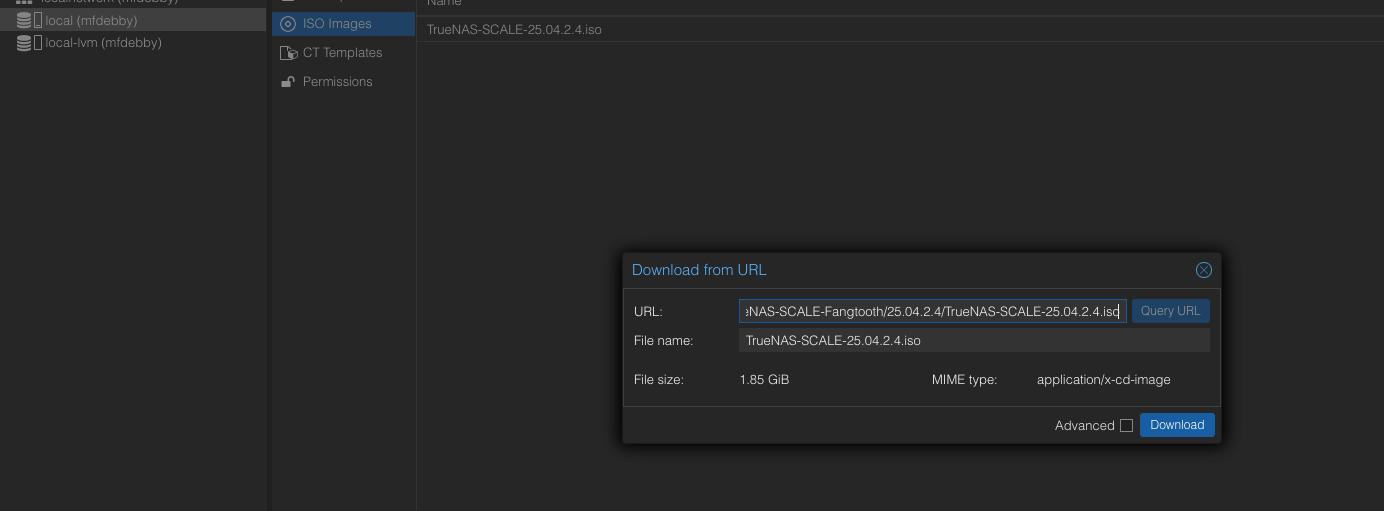 local (mfdebby)
local-lvm (mfdebby)
ISO Images
CT Templates
Permissions
Name
TrueNAS-SCALE-25.04.2.4.iso
Download from URL
URL:
NAS-SCALE-Fangtooth/25.04.2.4/TrueNAS-SCALE-25.04.2.4.iso
Query URL
File name:
TrueNAS-SCALE-25.04.2.4.iso
File size:
1.85 GiB
MIME type:
application/x-cd-image
Advanced
Download